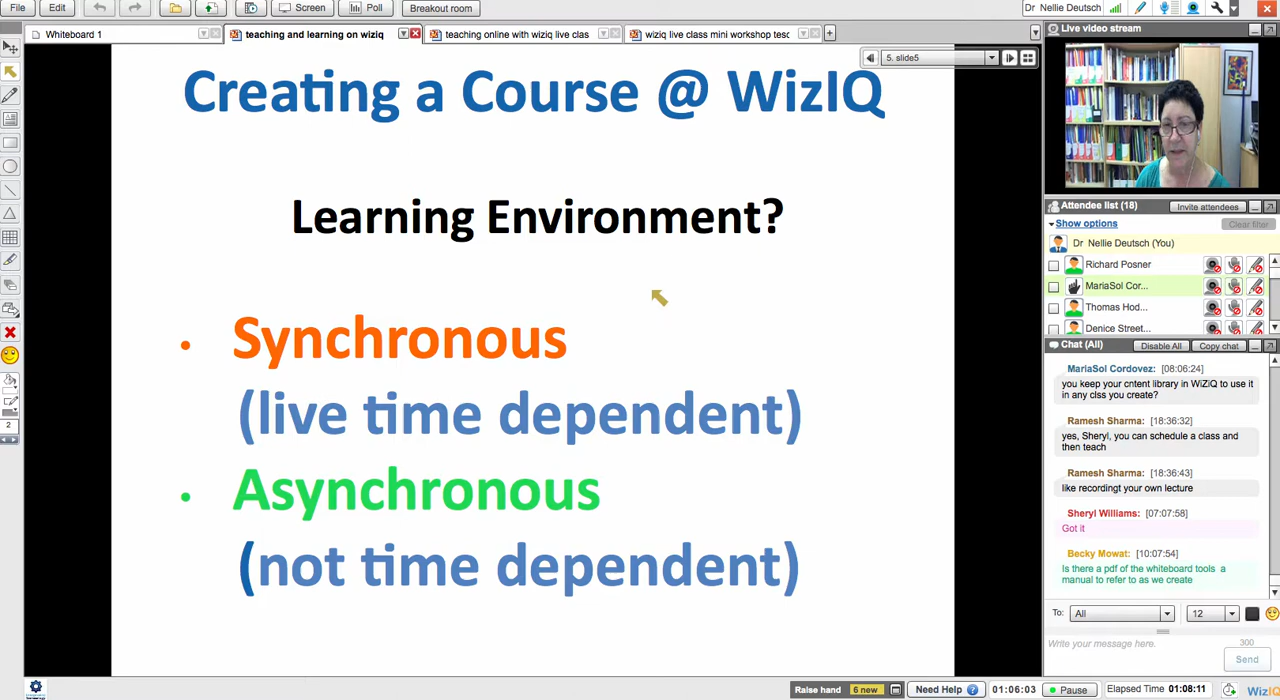 File Edit Screen Poll Breakout room Dr Nellie Deutsch
Whiteboard 1 teaching and learning on wiziq teaching online with wiziq live clas wiziq live class mini workshop tesc +
5. slide5
Creating a Course @ WizIQ
Learning Environment?
• Synchronous
(live time dependent)
• Asynchronous
(not time dependent)
2
Live video stream
Attendee list (18) Invite attendees
Show options Clear filter
Dr Nellie Deutsch (You)
Richard Posner
MariaSol Cor...
Thomas Hod...
Denice Street...
Chat (All) Disable All Copy chat
MariaSol Cordovez: [08:06:24]
you keep your cntent library in WiZiQ to use it
in any clss you create?
Ramesh Sharma: [18:36:32]
yes, Sheryl, you can schedule a class and
then teach
Ramesh Sharma: [18:36:43]
like recordingt your own lecture
Sheryl Williams: [07:07:58]
Got it
Becky Mowat: [10:07:54]
Is there a pdf of the whiteboard tools a
manual to refer to as we create
To: All 12
Write your message here. 300
Send
Raise hand 6 new Need Help ? 01:06:03 Pause Elapsed Time 01:08:11 WizIQ